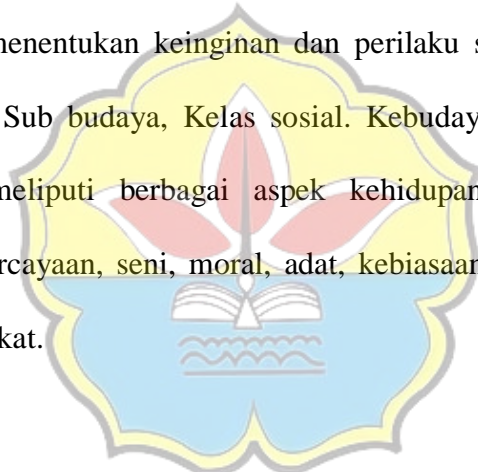 menentukan keinginan dan perilaku s
Sub budaya, Kelas sosial. Kebuday
meliputi berbagai aspek kehidupan
rcayaan, seni, moral, adat, kebiasaan
kat.